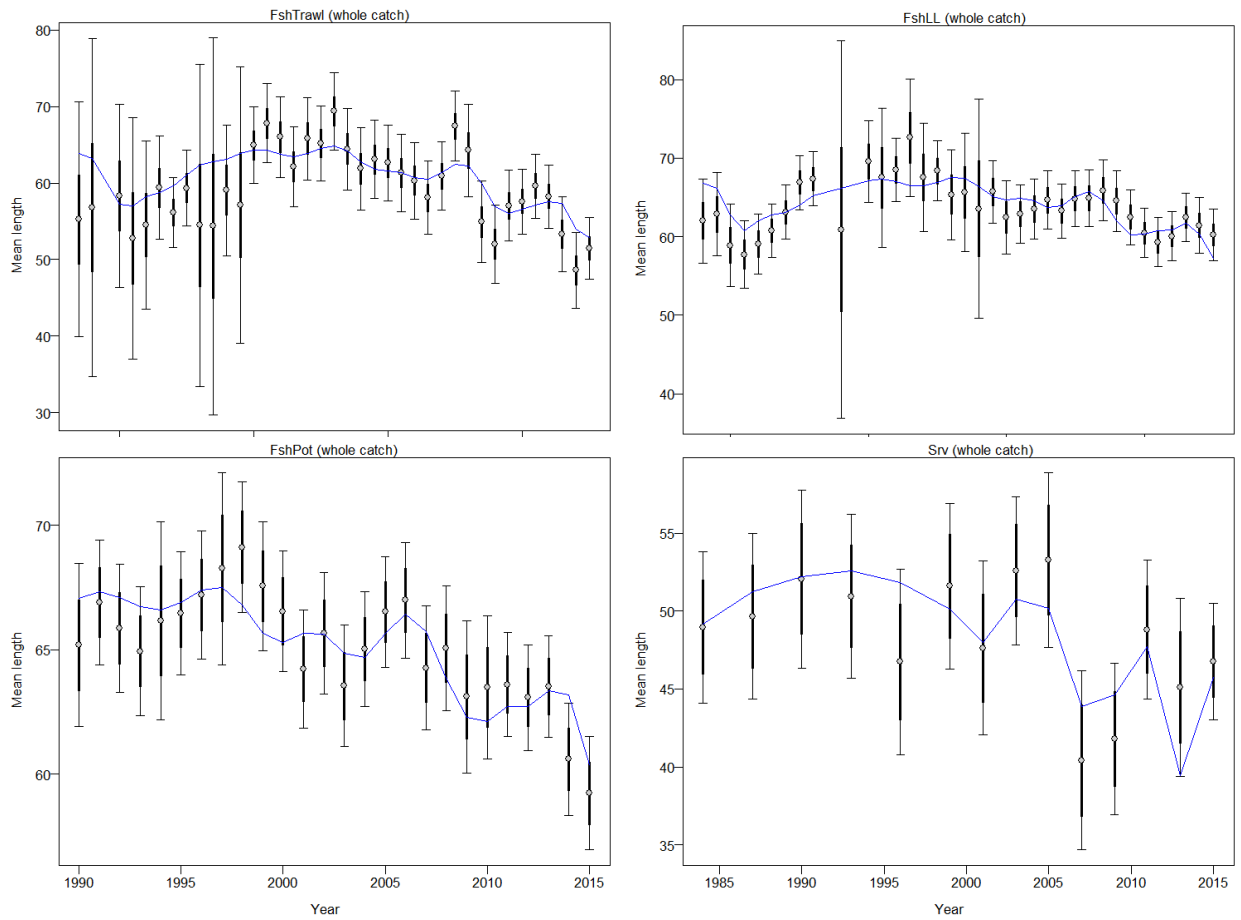 FshTrawl (whole catch)
80
70
60
50
40
30
Mean length
FshLL (whole catch)
80
70
60
50
40
Mean length
FshPot (whole catch)
70
65
60
Mean length
1990 1995 2000 2005 2010 2015
Year
Srv (whole catch)
55
50
45
40
35
Mean length
1985 1990 1995 2000 2005 2010 2015
Year